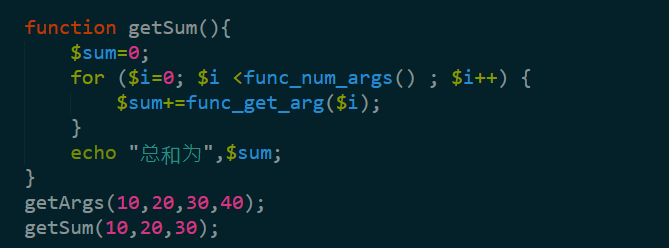 function getSum(){
    $sum=0;
    for ($i=0; $i <func_num_args() ; $i++) {
        $sum+=func_get_arg($i);
    }
    echo "总和为",$sum;
}
getArgs(10,20,30,40);
getSum(10,20,30);